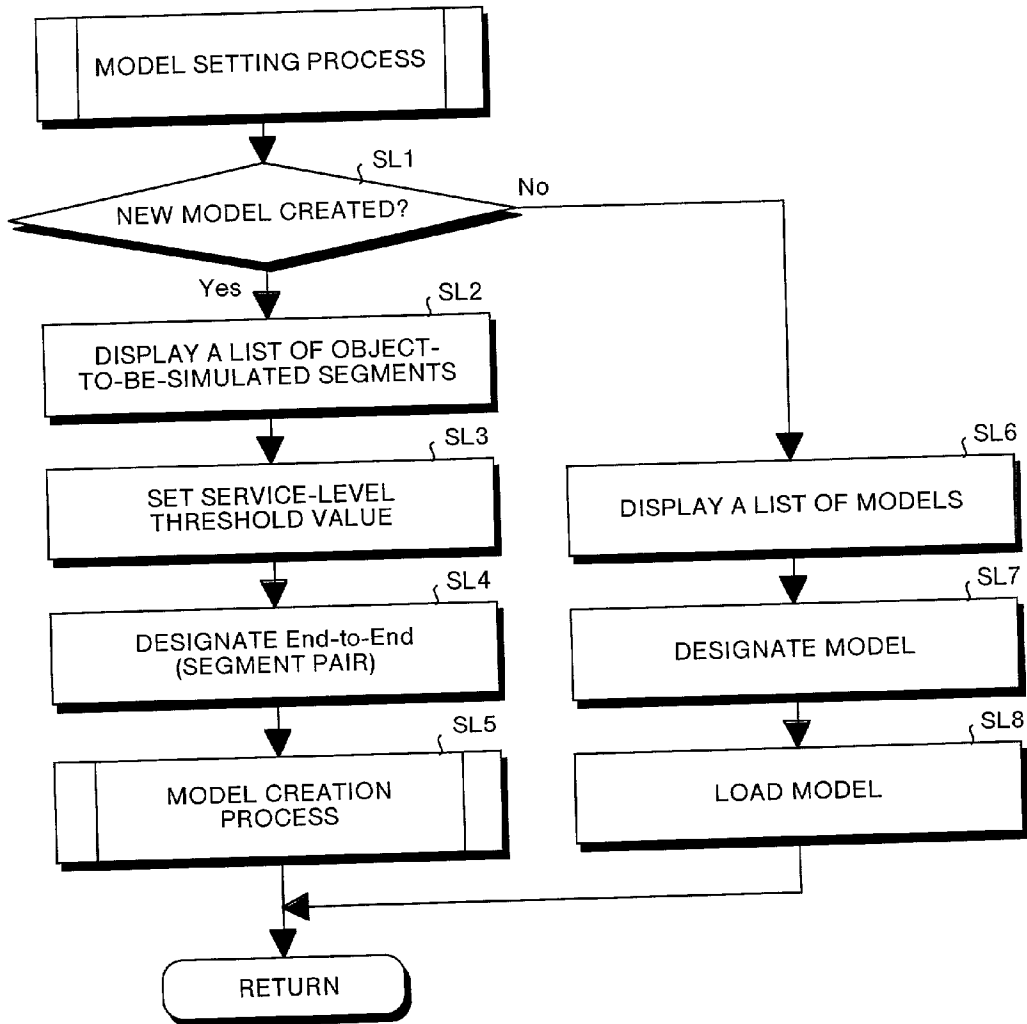 MODEL SETTING PROCESS
SL1
NEW MODEL CREATED?
No
Yes
SL2
DISPLAY A LIST OF OBJECT-
TO-BE-SIMULATED SEGMENTS
SL3
SET SERVICE-LEVEL
THRESHOLD VALUE
SL4
DESIGNATE End-to-End
(SEGMENT PAIR)
SL5
MODEL CREATION
PROCESS
SL6
DISPLAY A LIST OF MODELS
SL7
DESIGNATE MODEL
SL8
LOAD MODEL
RETURN